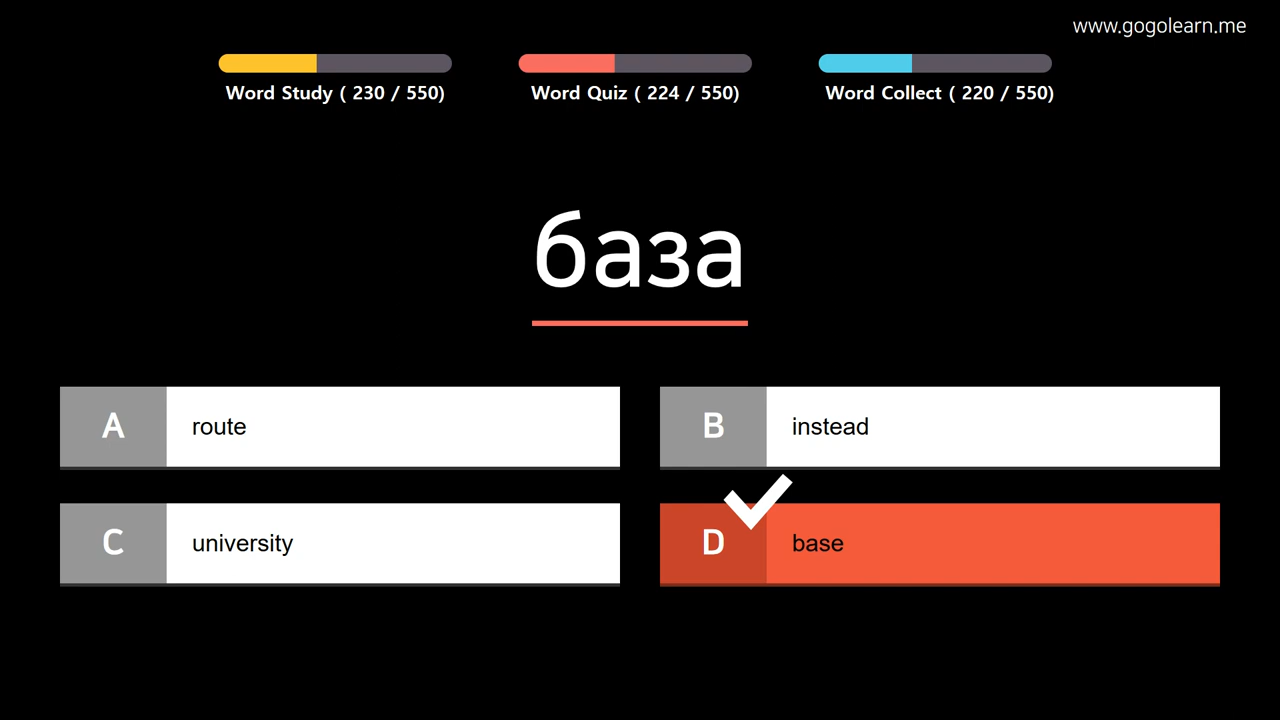 www.gogolearn.me
Word Study ( 230 / 550)
Word Quiz ( 224 / 550)
Word Collect ( 220 / 550)
база
A route
B instead
C university
D base